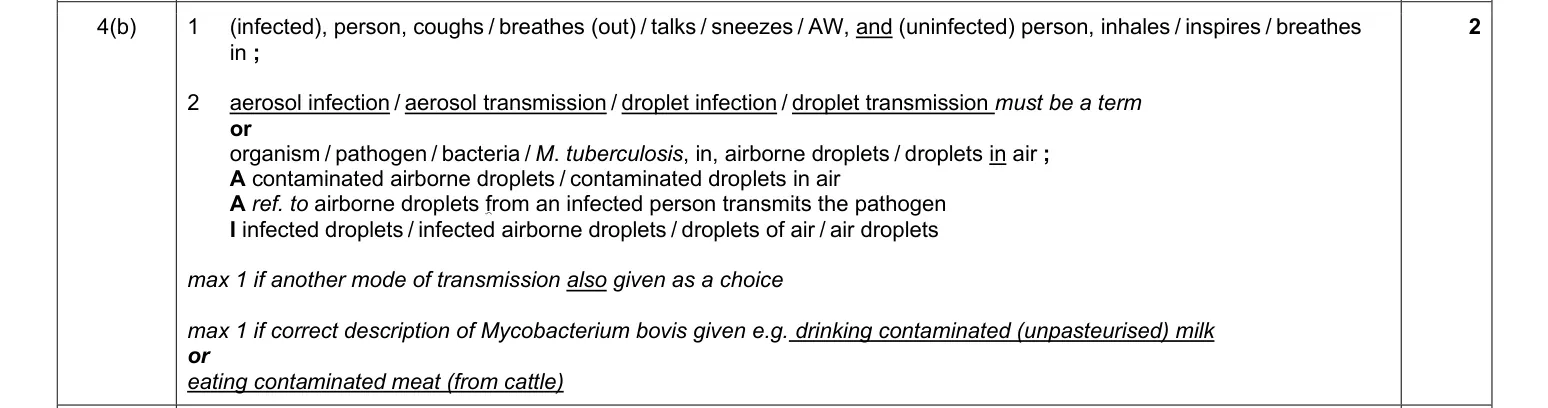 4(b) 1 (infected), person, coughs / breathes (out) / talks / sneezes / AW, and (uninfected) person, inhales / inspires / breathes 2
in ;
2 aerosol infection / aerosol transmission / droplet infection / droplet transmission must be a term
or
organism / pathogen / bacteria / M. tuberculosis, in, airborne droplets / droplets in air ;
A contaminated airborne droplets / contaminated droplets in air
A ref. to airborne droplets from an infected person transmits the pathogen
I infected droplets / infected airborne droplets / droplets of air / air droplets
max 1 if another mode of transmission also given as a choice
max 1 if correct description of Mycobacterium bovis given e.g. drinking contaminated (unpasteurised) milk
or
eating contaminated meat (from cattle)